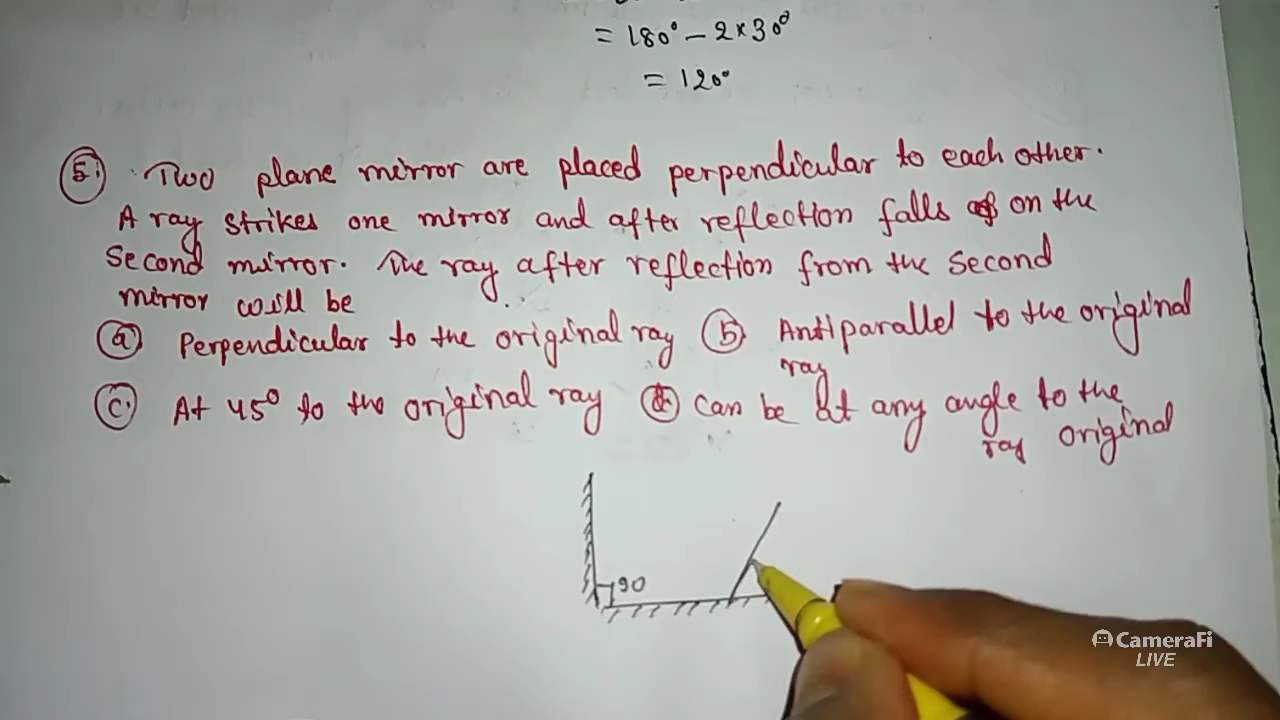 = 180° - 2×30°
= 120°
5. Two plane mirror are placed perpendicular to each other.
A ray strikes one mirror and after reflection falls on the
second mirror. The ray after reflection from the second
mirror will be
a Perpendicular to the original ray b Antiparallel to the original
ray
c. At 45° to the original ray d Can be at any angle to the
ray original
90
CameraFi
LIVE